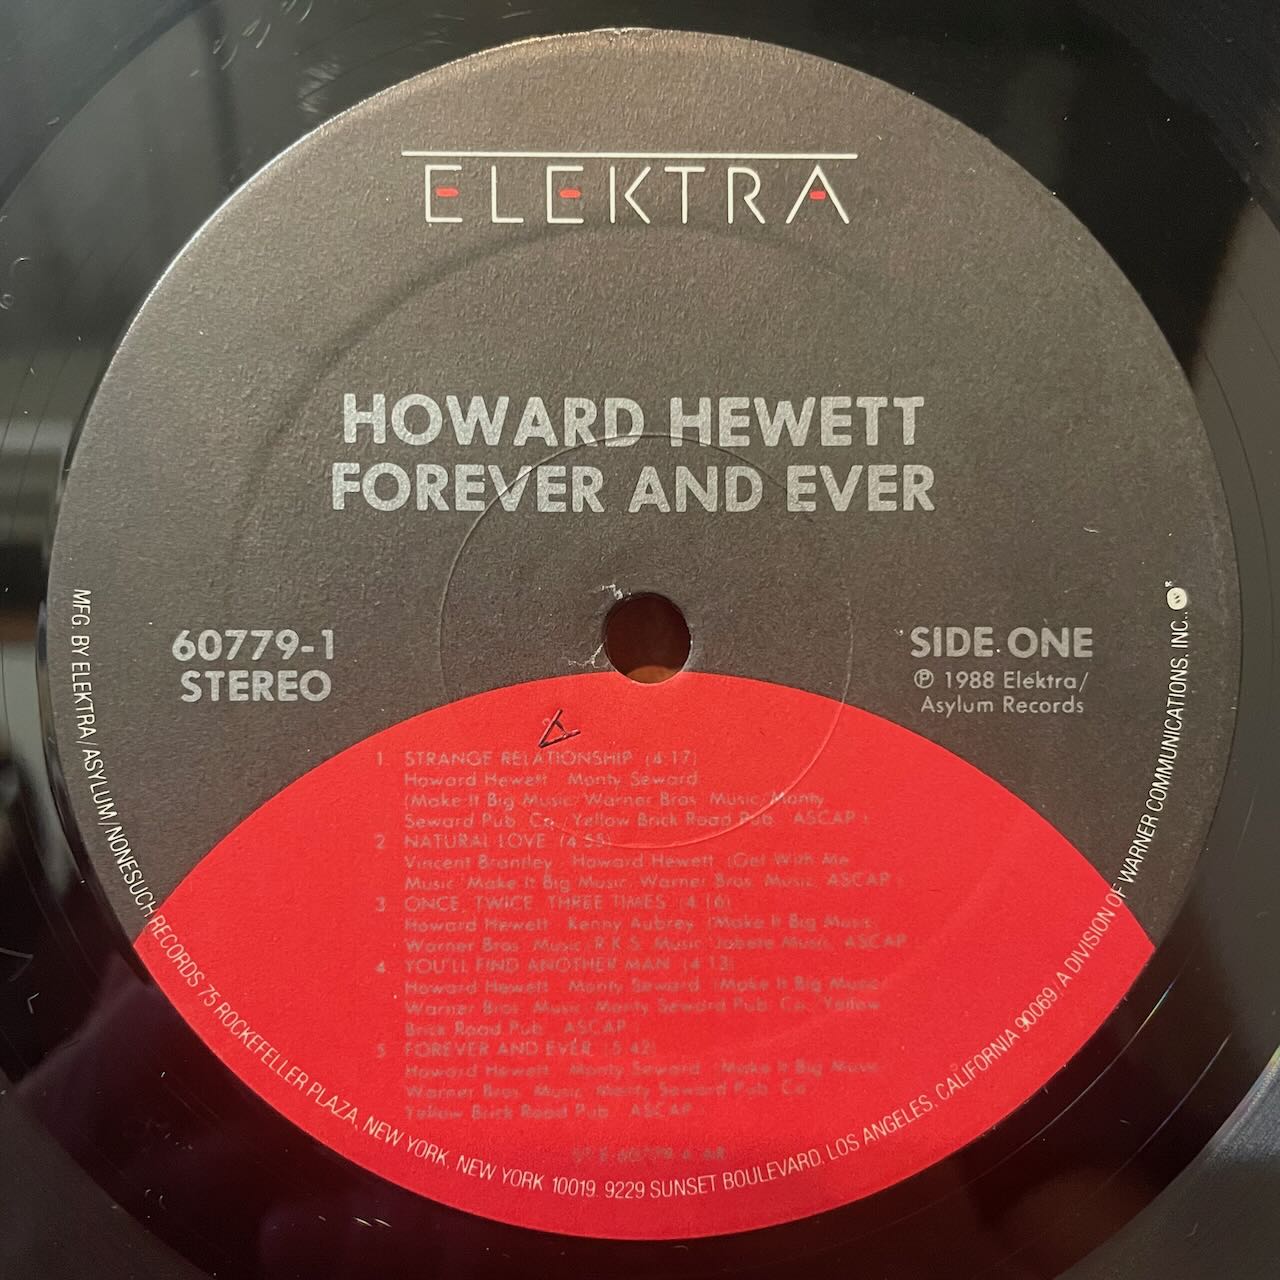 ELEKTRA
HOWARD HEWETT
FOREVER AND EVER
60779-1
STEREO
SIDE ONE
℗ 1988 Elektra/
Asylum Records
1. STRANGE RELATIONSHIP (4:17)
Howard Hewett Monty Seward
(Make It Big Music/Warner Bros. Music/Monty
Seward Pub. Co./Yellow Brick Road Pub. ASCAP)
2. NATURAL LOVE (4:55)
Vincent Brantley Howard Hewett (Get With Me
Music/Make It Big Music/Warner Bros. Music, ASCAP)
3. ONCE, TWICE, THREE TIMES (4:16)
Howard Hewett Kenny Aubrey (Make It Big Music/
Warner Bros. Music/R.K.S. Music/Jobete Music, ASCAP)
4. YOU'LL FIND ANOTHER MAN (4:13)
Howard Hewett Monty Seward (Make It Big Music/
Warner Bros. Music/Monty Seward Pub. Co./Yellow
Brick Road Pub. ASCAP)
5. FOREVER AND EVER (5:42)
Howard Hewett Monty Seward (Make It Big Music/
Warner Bros. Music/Monty Seward Pub. Co./
Yellow Brick Road Pub. ASCAP)
MFG. BY ELEKTRA/ASYLUM/NONESUCH RECORDS 75 ROCKEFELLER PLAZA, NEW YORK, NEW YORK 10019. 9229 SUNSET BOULEVARD, LOS ANGELES, CALIFORNIA 90069/A DIVISION OF WARNER COMMUNICATIONS, INC.